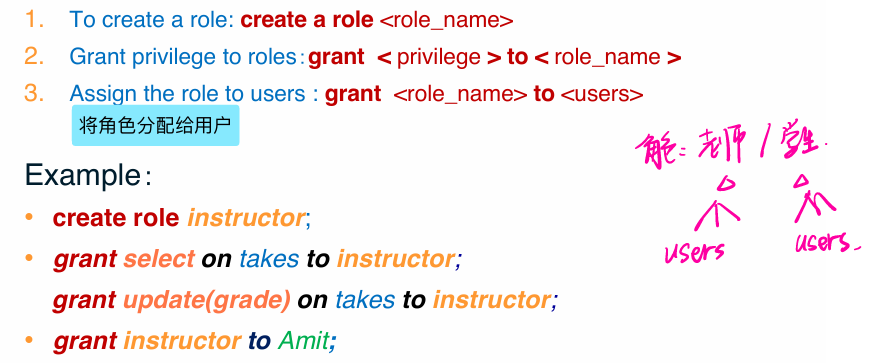 1. To create a role: create a role <role_name>
2. Grant privilege to roles：grant < privilege > to < role_name >
3. Assign the role to users : grant <role_name> to <users>
将角色分配给用户
角色: 老师 / 学生.
users users
Example：
• create role instructor;
• grant select on takes to instructor;
grant update(grade) on takes to instructor;
• grant instructor to Amit;